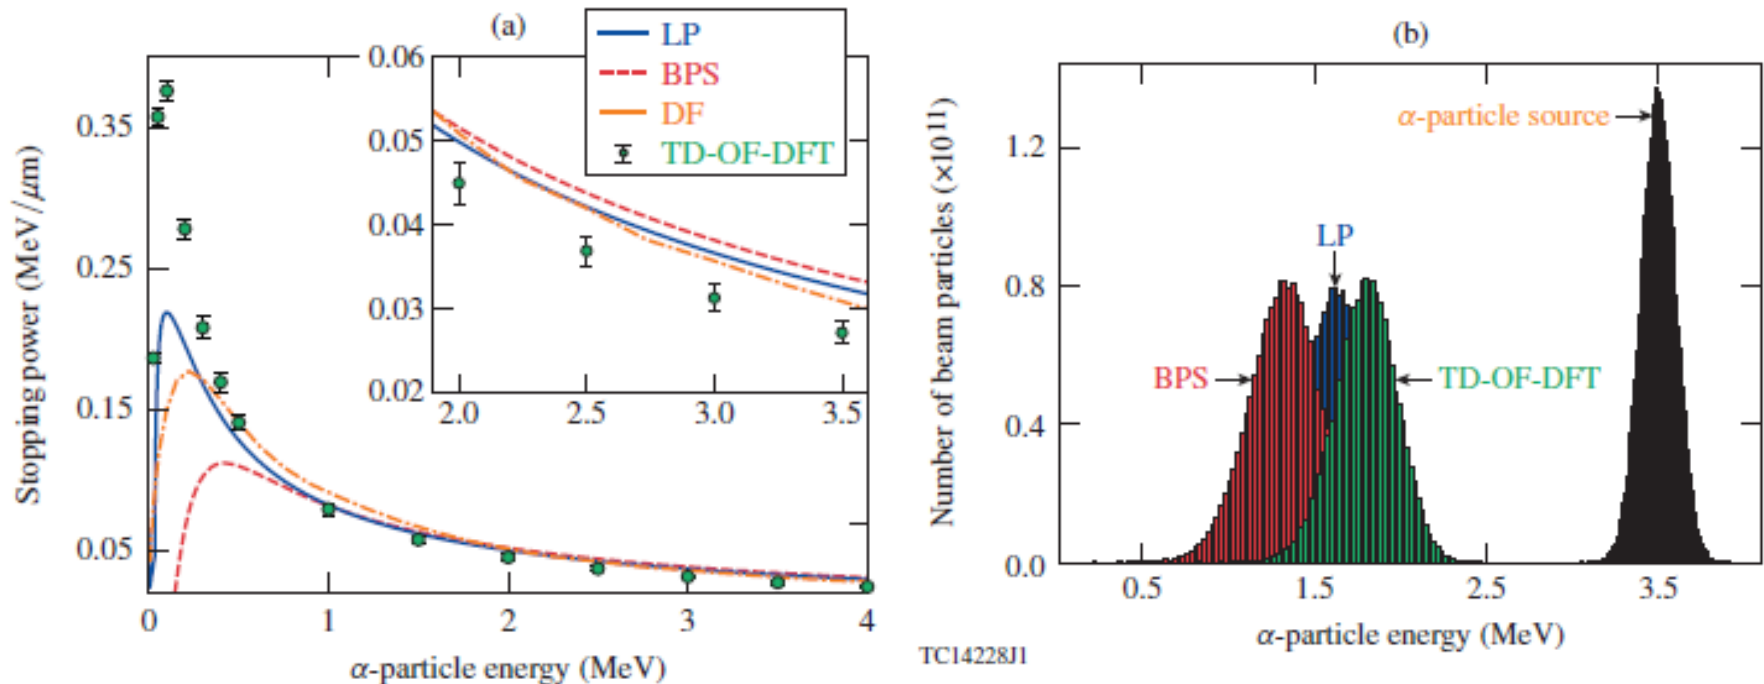 (a)
LP
BPS
DF
TD-OF-DFT
0.06
0.05
0.04
0.03
0.02
2.0 2.5 3.0 3.5
Stopping power (MeV/μm)
0.35
0.25
0.15
0.05
0 1 2 3 4
α-particle energy (MeV)
(b)
Number of beam particles (×10¹¹)
1.2
0.8
0.4
0.0
α-particle source
LP
BPS
TD-OF-DFT
0.5 1.5 2.5 3.5
α-particle energy (MeV)
TC14228J1